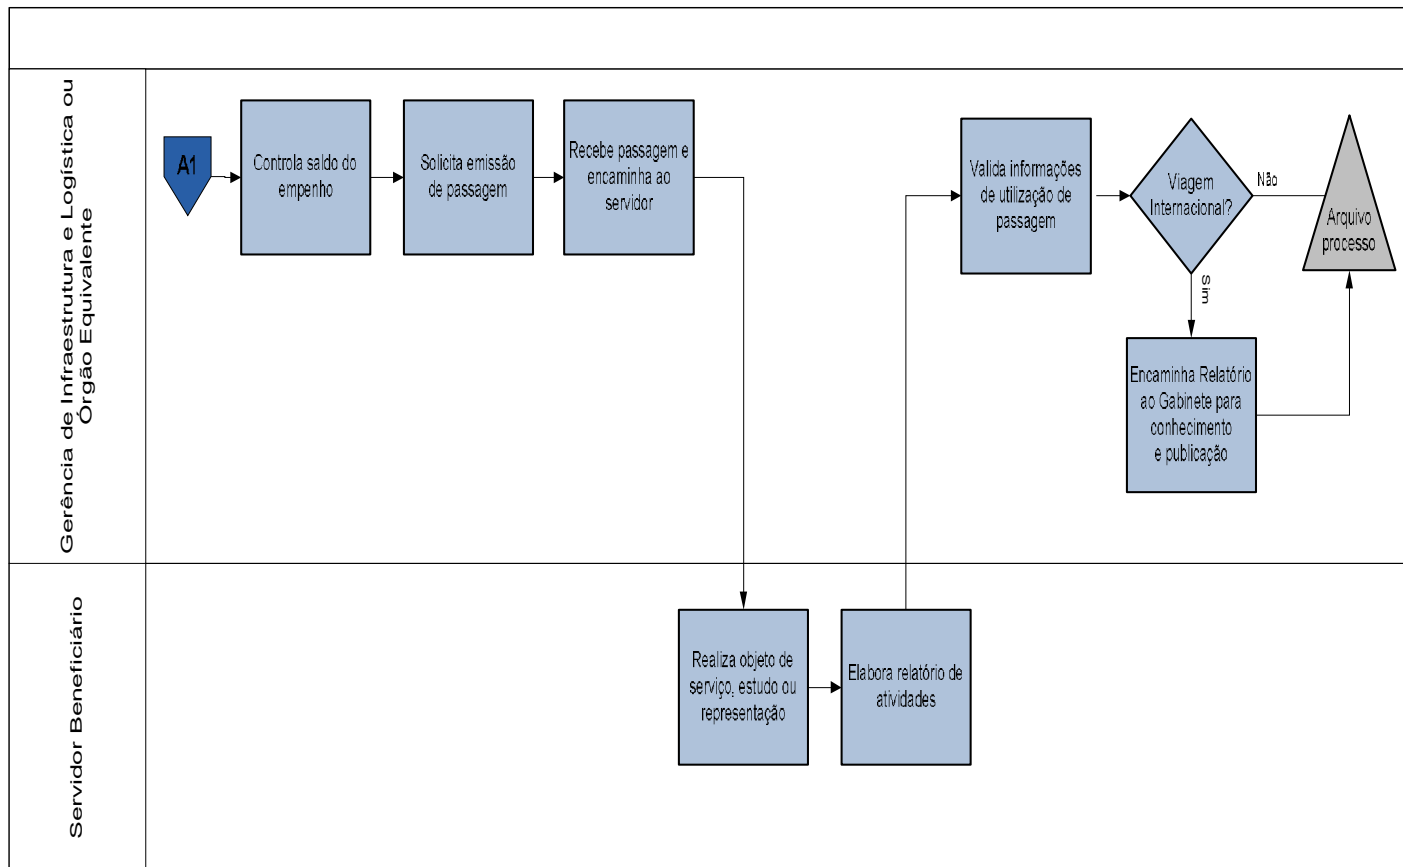 Gerência de Infraestrutura e Logística ou
Órgão Equivalente
A1
Controla saldo do
empenho
Solicita emissão
de passagem
Recebe passagem e
encaminha ao
servidor
Valida informações
de utilização de
passagem
Viagem
Internacional?
Não
Arquivo
processo
Sim
Encaminha Relatório
ao Gabinete para
conhecimento
e publicação
Servidor Beneficiário
Realiza objeto de
serviço, estudo ou
representação
Elabora relatório de
atividades